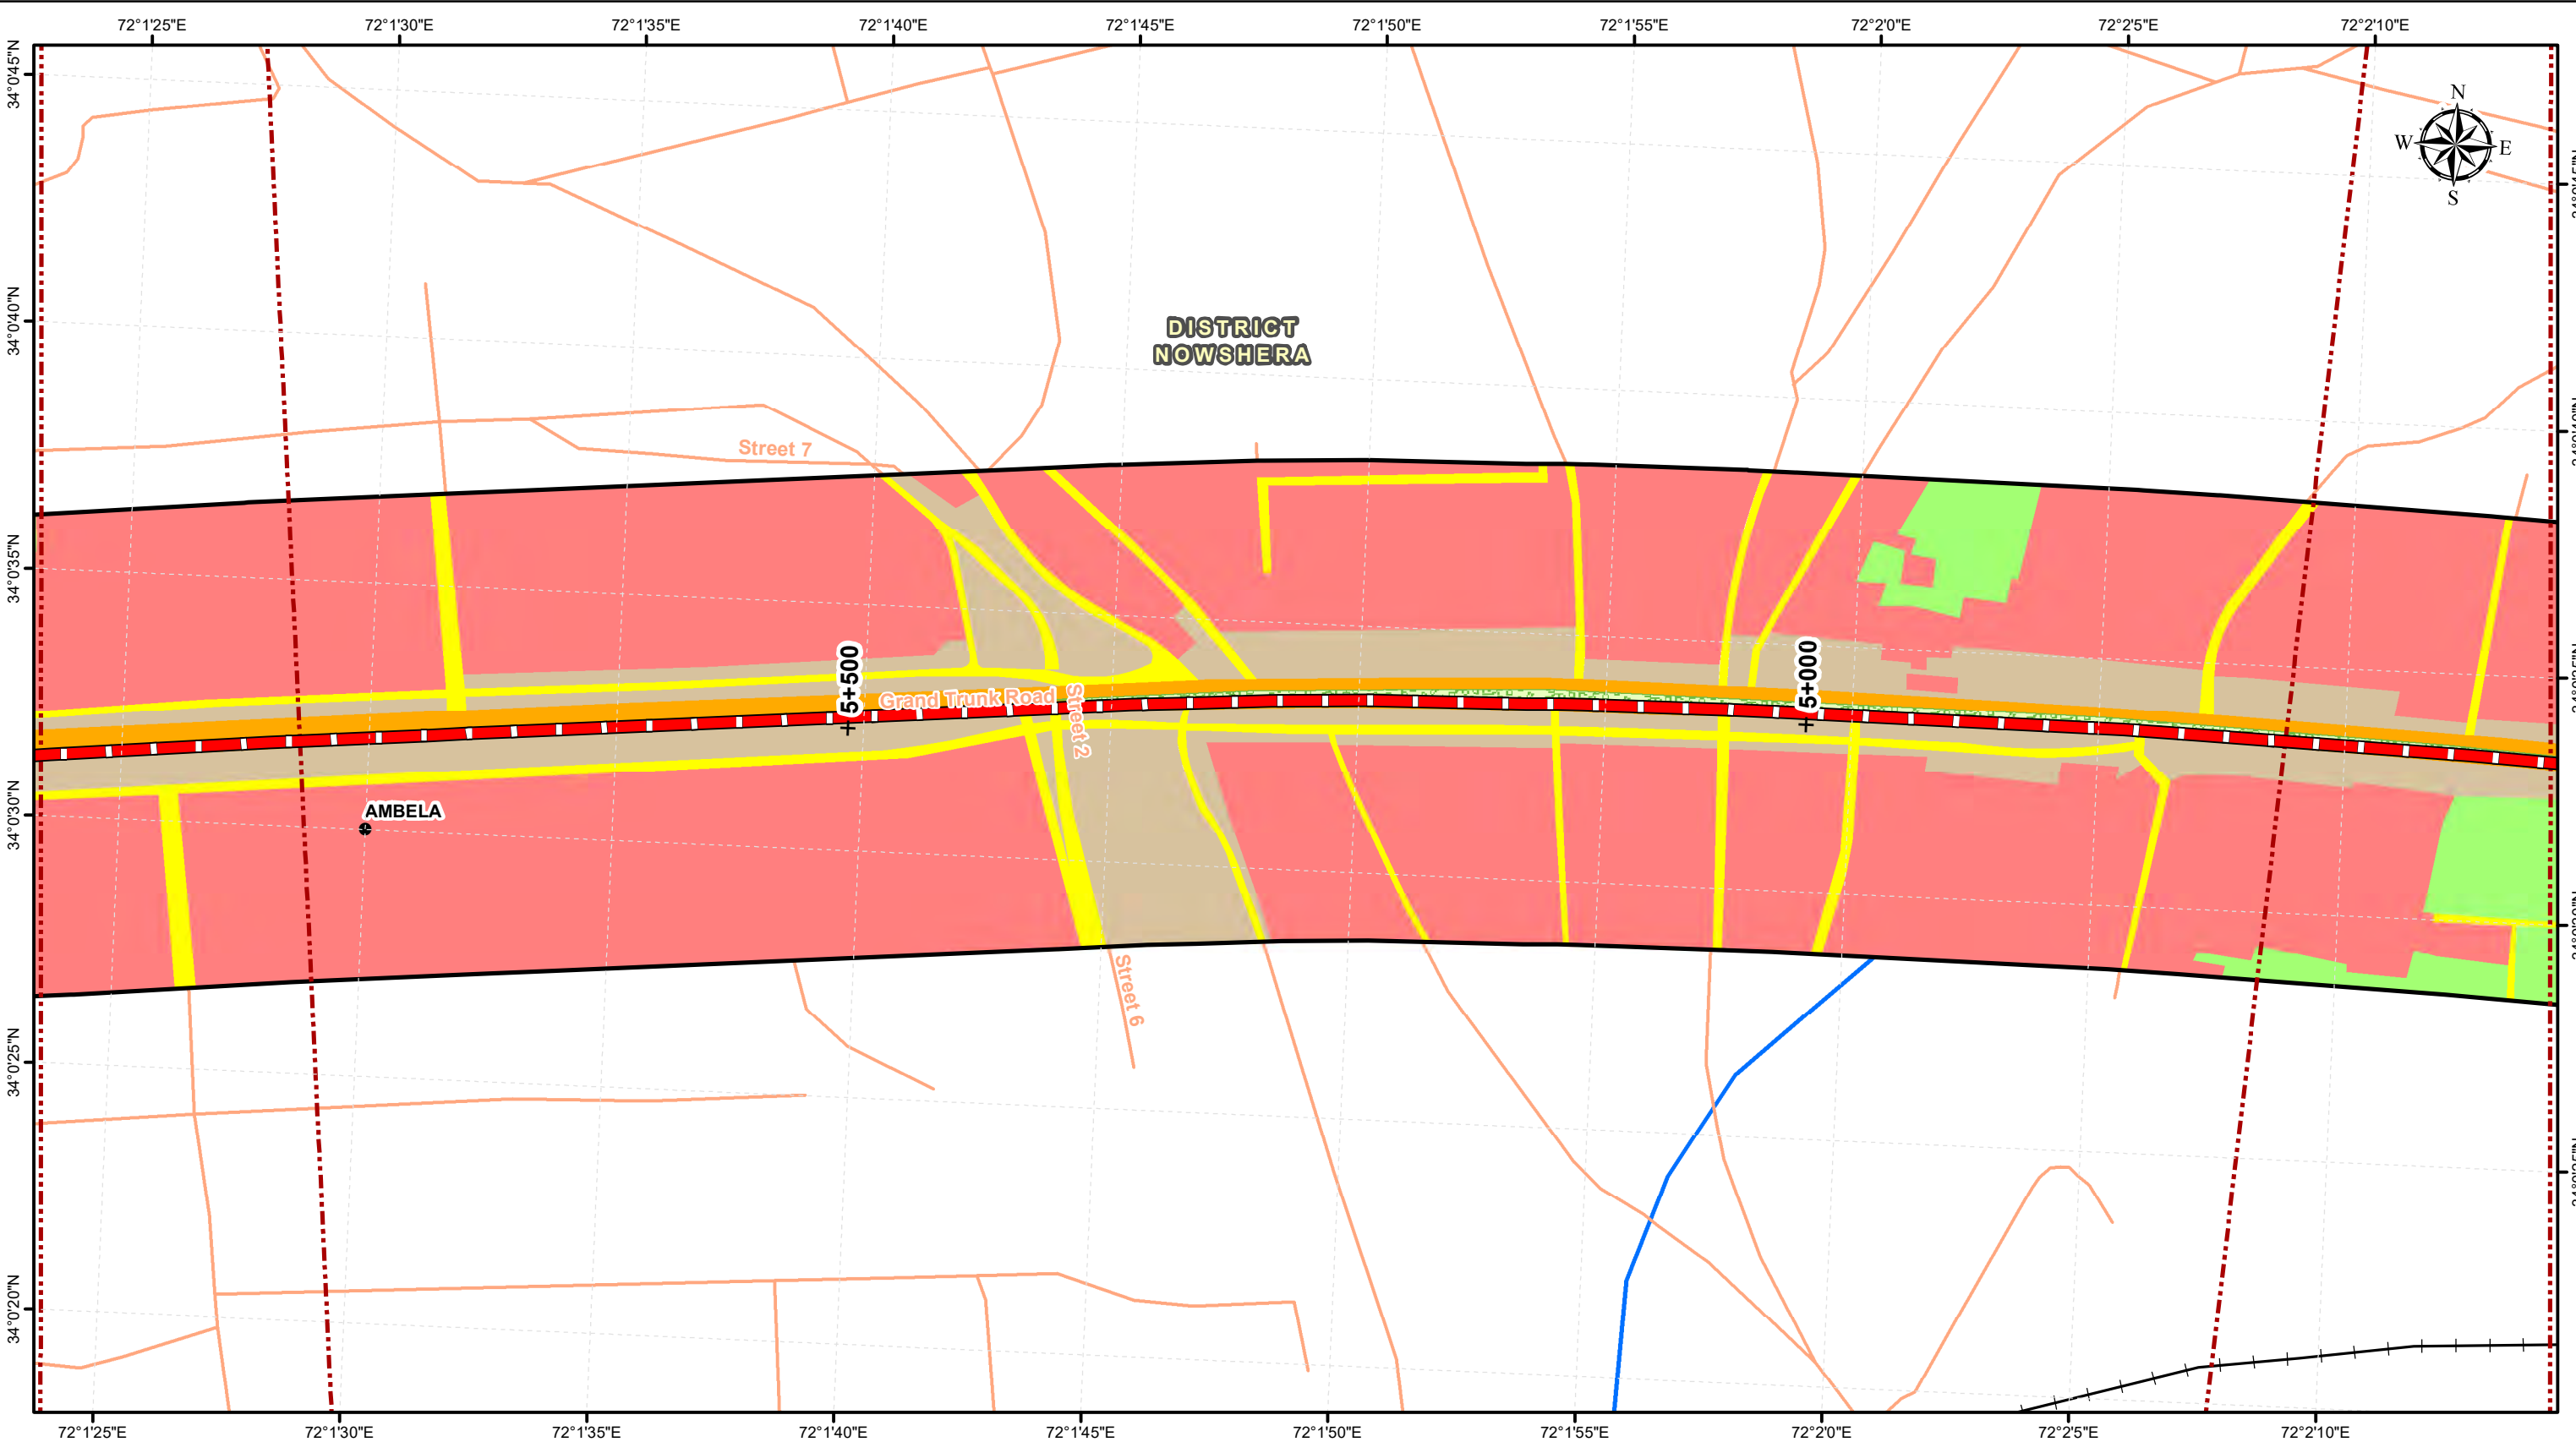 72°1'25"E 72°1'30"E 72°1'35"E 72°1'40"E 72°1'45"E 72°1'50"E 72°1'55"E 72°2'0"E 72°2'5"E 72°2'10"E
34°0'45"N
N
W E
S
34°0'40"N
DISTRICT
NOWSHERA
Street 7
34°0'35"N
5+500
5+000
Grand Trunk Road
Street 2
34°0'30"N
AMBELA
Street 6
34°0'25"N
34°0'20"N
72°1'25"E 72°1'30"E 72°1'35"E 72°1'40"E 72°1'45"E 72°1'50"E 72°1'55"E 72°2'0"E 72°2'5"E 72°2'10"E